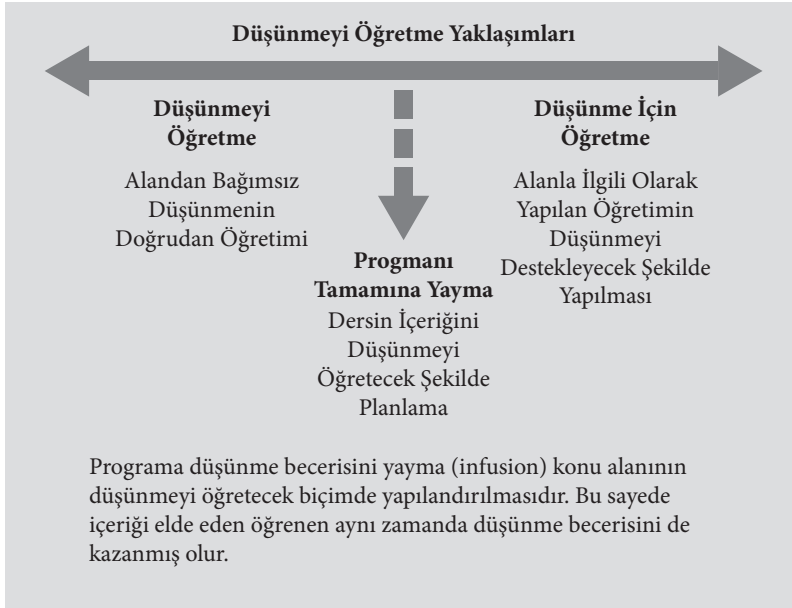 Düşünmeyi Öğretme Yaklaşımları
Düşünmeyi
Öğretme
Alandan Bağımsız
Düşünmenin
Doğrudan Öğretimi
Progmanı
Tamamına Yayma
Dersin İçeriğini
Düşünmeyi
Öğretecek Şekilde
Planlama
Düşünme İçin
Öğretme
Alanla İlgili Olarak
Yapılan Öğretimin
Düşünmeyi
Destekleyecek Şekilde
Yapılması
Programa düşünme becerisini yayma (infusion) konu alanının
düşünmeyi öğretecek biçimde yapılandırılmasıdır. Bu sayede
içeriği elde eden öğrenen aynı zamanda düşünme becerisini de
kazanmış olur.